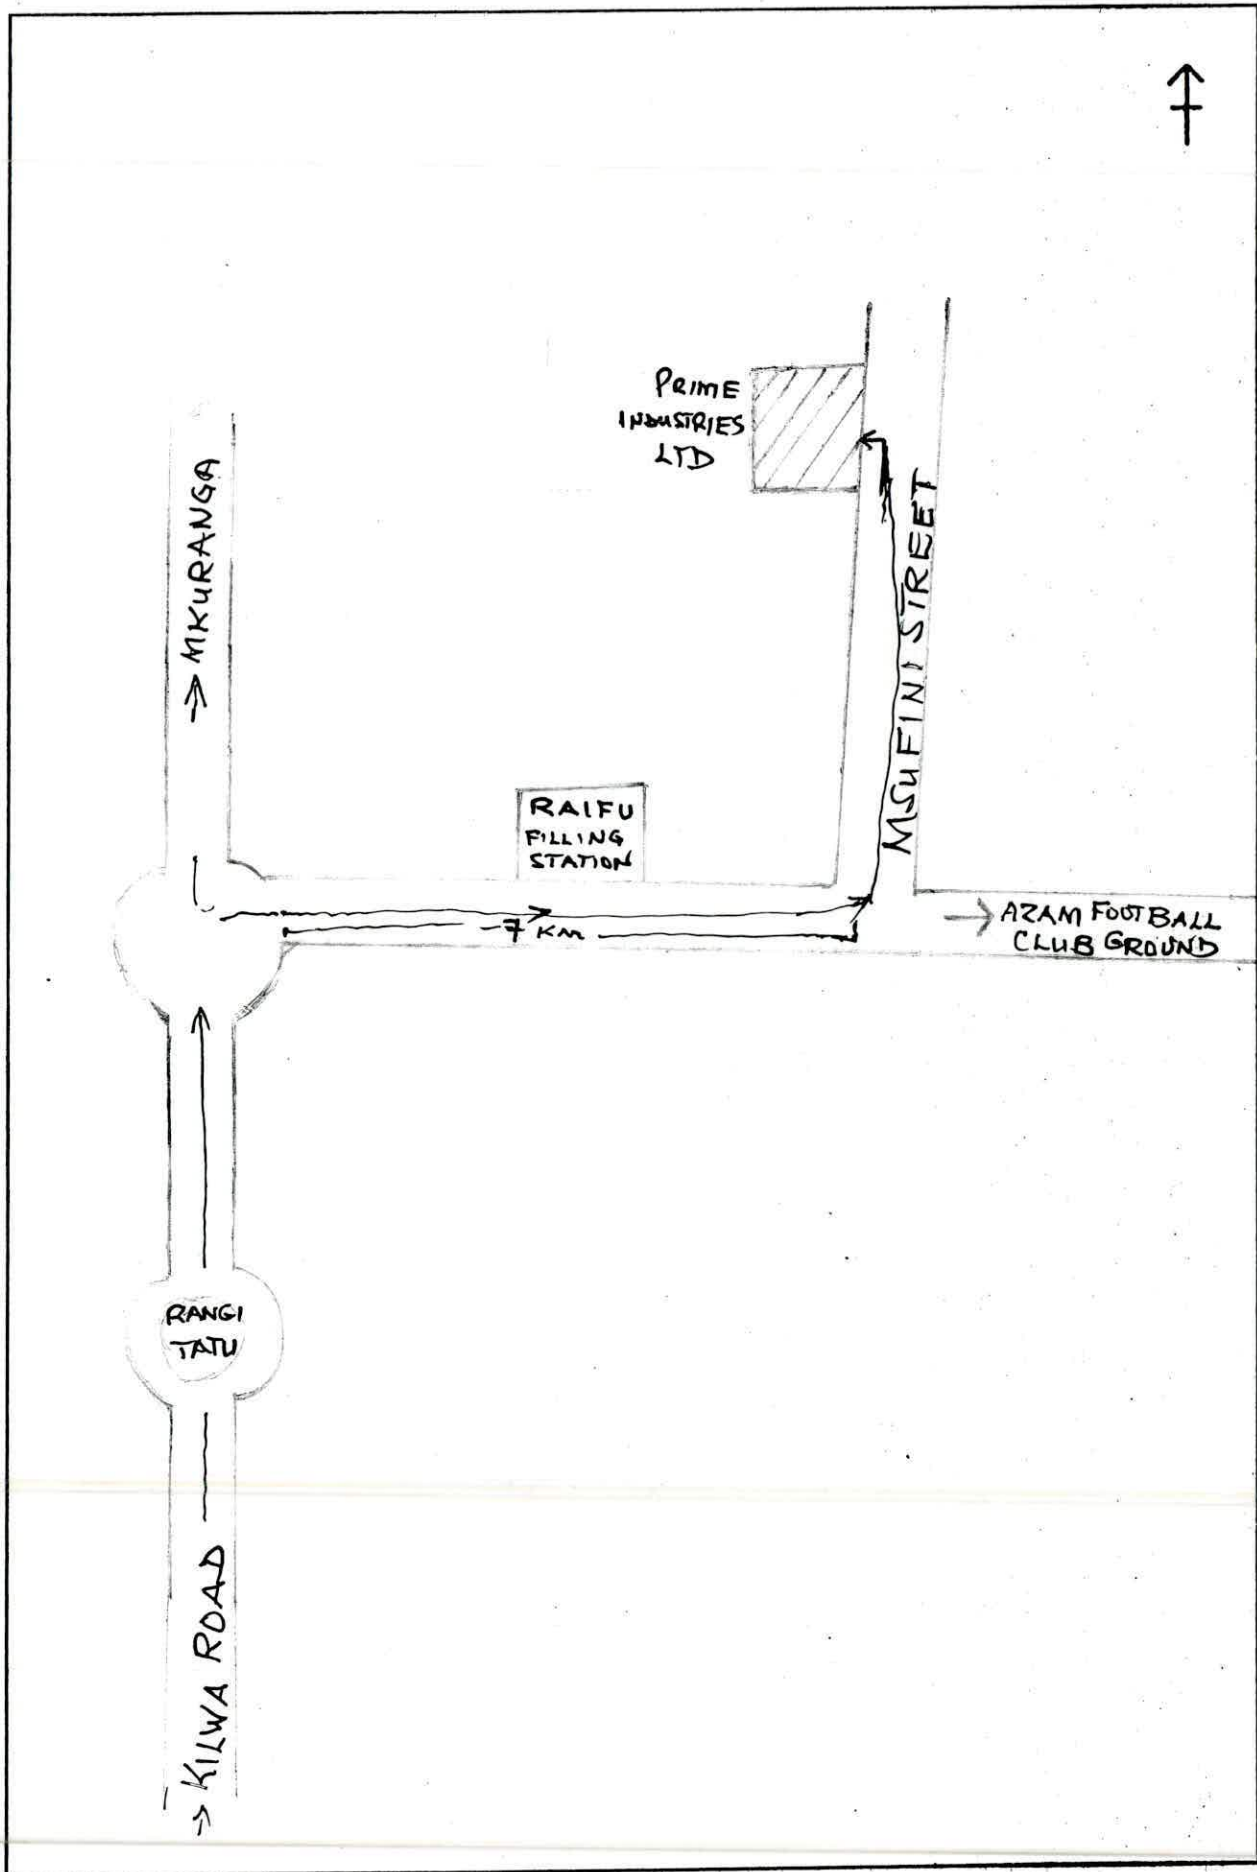 PRIME
INDUSTRIES
LTD
→ MKURANGA
MSUFINI STREET
RAIFU
FILLING
STATION
7 KM
→ AZAM FOOTBALL
CLUB GROUND
RANGI
TATU
→ KILWA ROAD